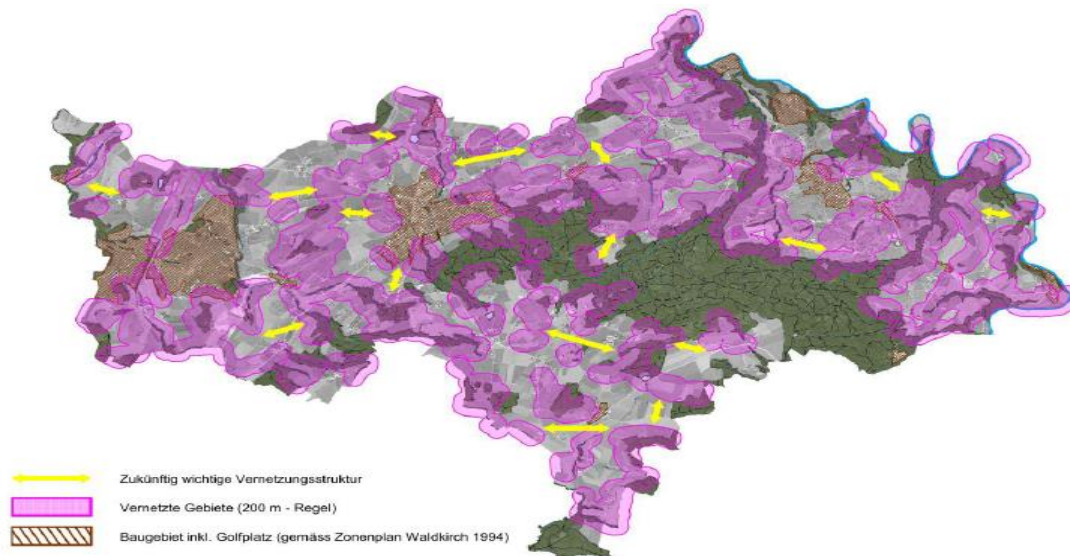 Zukünftig wichtige Vernetzungsstruktur
Vernetzte Gebiete (200 m - Regel)
Baugebiet inkl. Golfplatz (gemäss Zonenplan Waldkirch 1994)